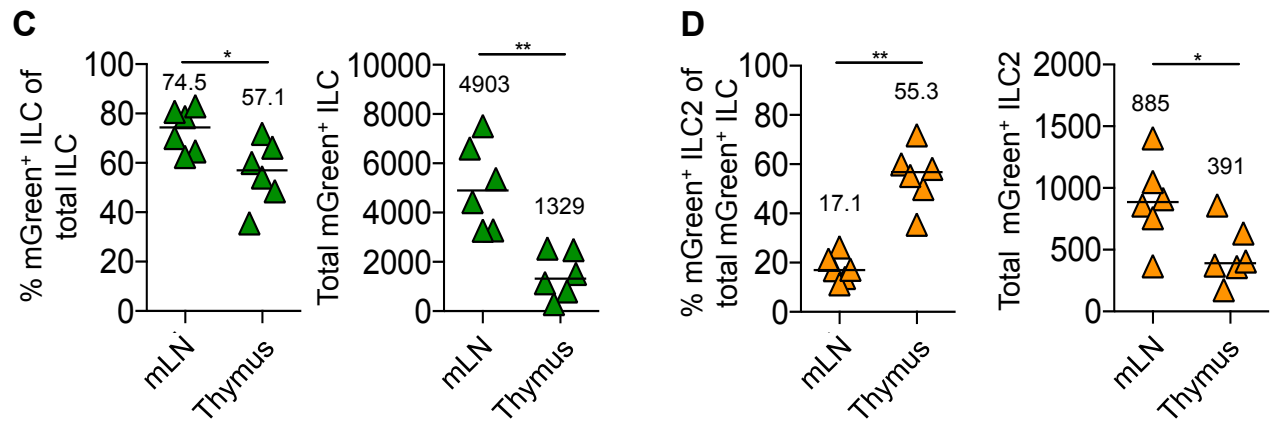 C
% mGreen⁺ ILC of
total ILC
100
80
60
40
20
0
74.5
*
57.1
mLN
Thymus
Total mGreen⁺ ILC
10000
8000
6000
4000
2000
0
4903
**
1329
mLN
Thymus
D
% mGreen⁺ ILC2 of
total mGreen⁺ ILC
100
80
60
40
20
0
17.1
**
55.3
mLN
Thymus
Total mGreen⁺ ILC2
2000
1500
1000
500
0
885
*
391
mLN
Thymus